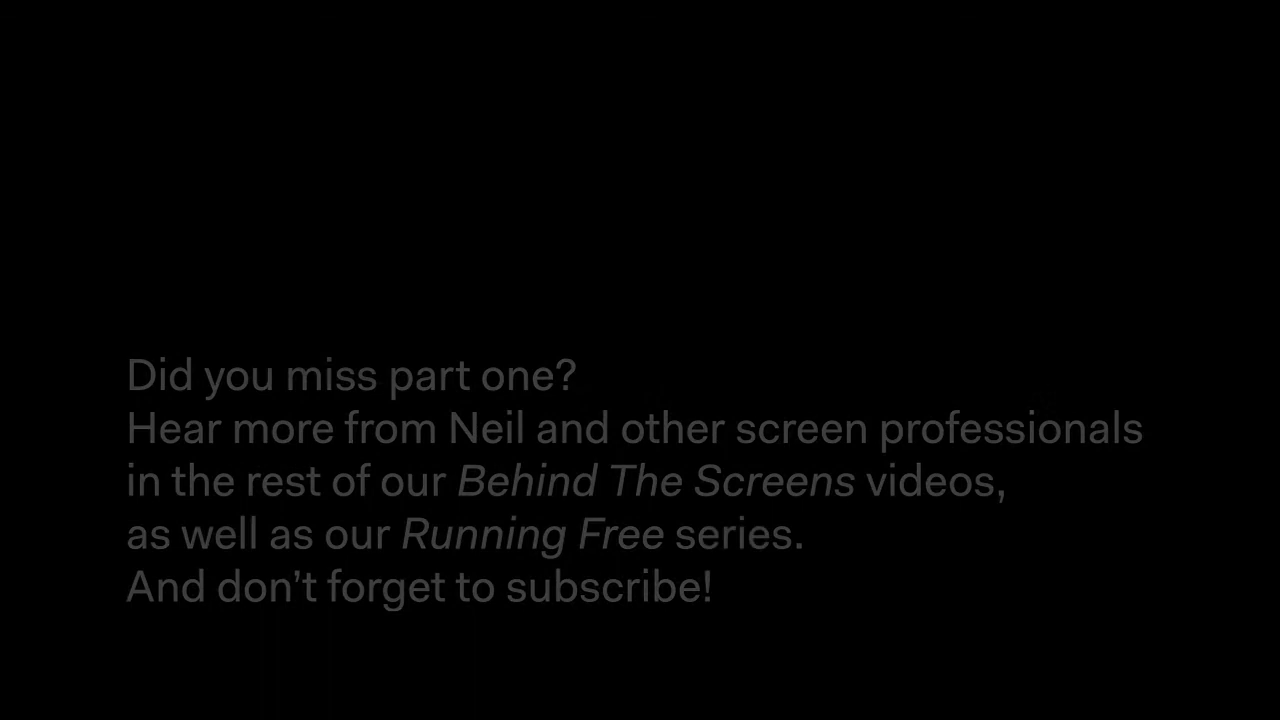 Did you miss part one?
Hear more from Neil and other screen professionals
in the rest of our Behind The Screens videos,
as well as our Running Free series.
And don’t forget to subscribe!